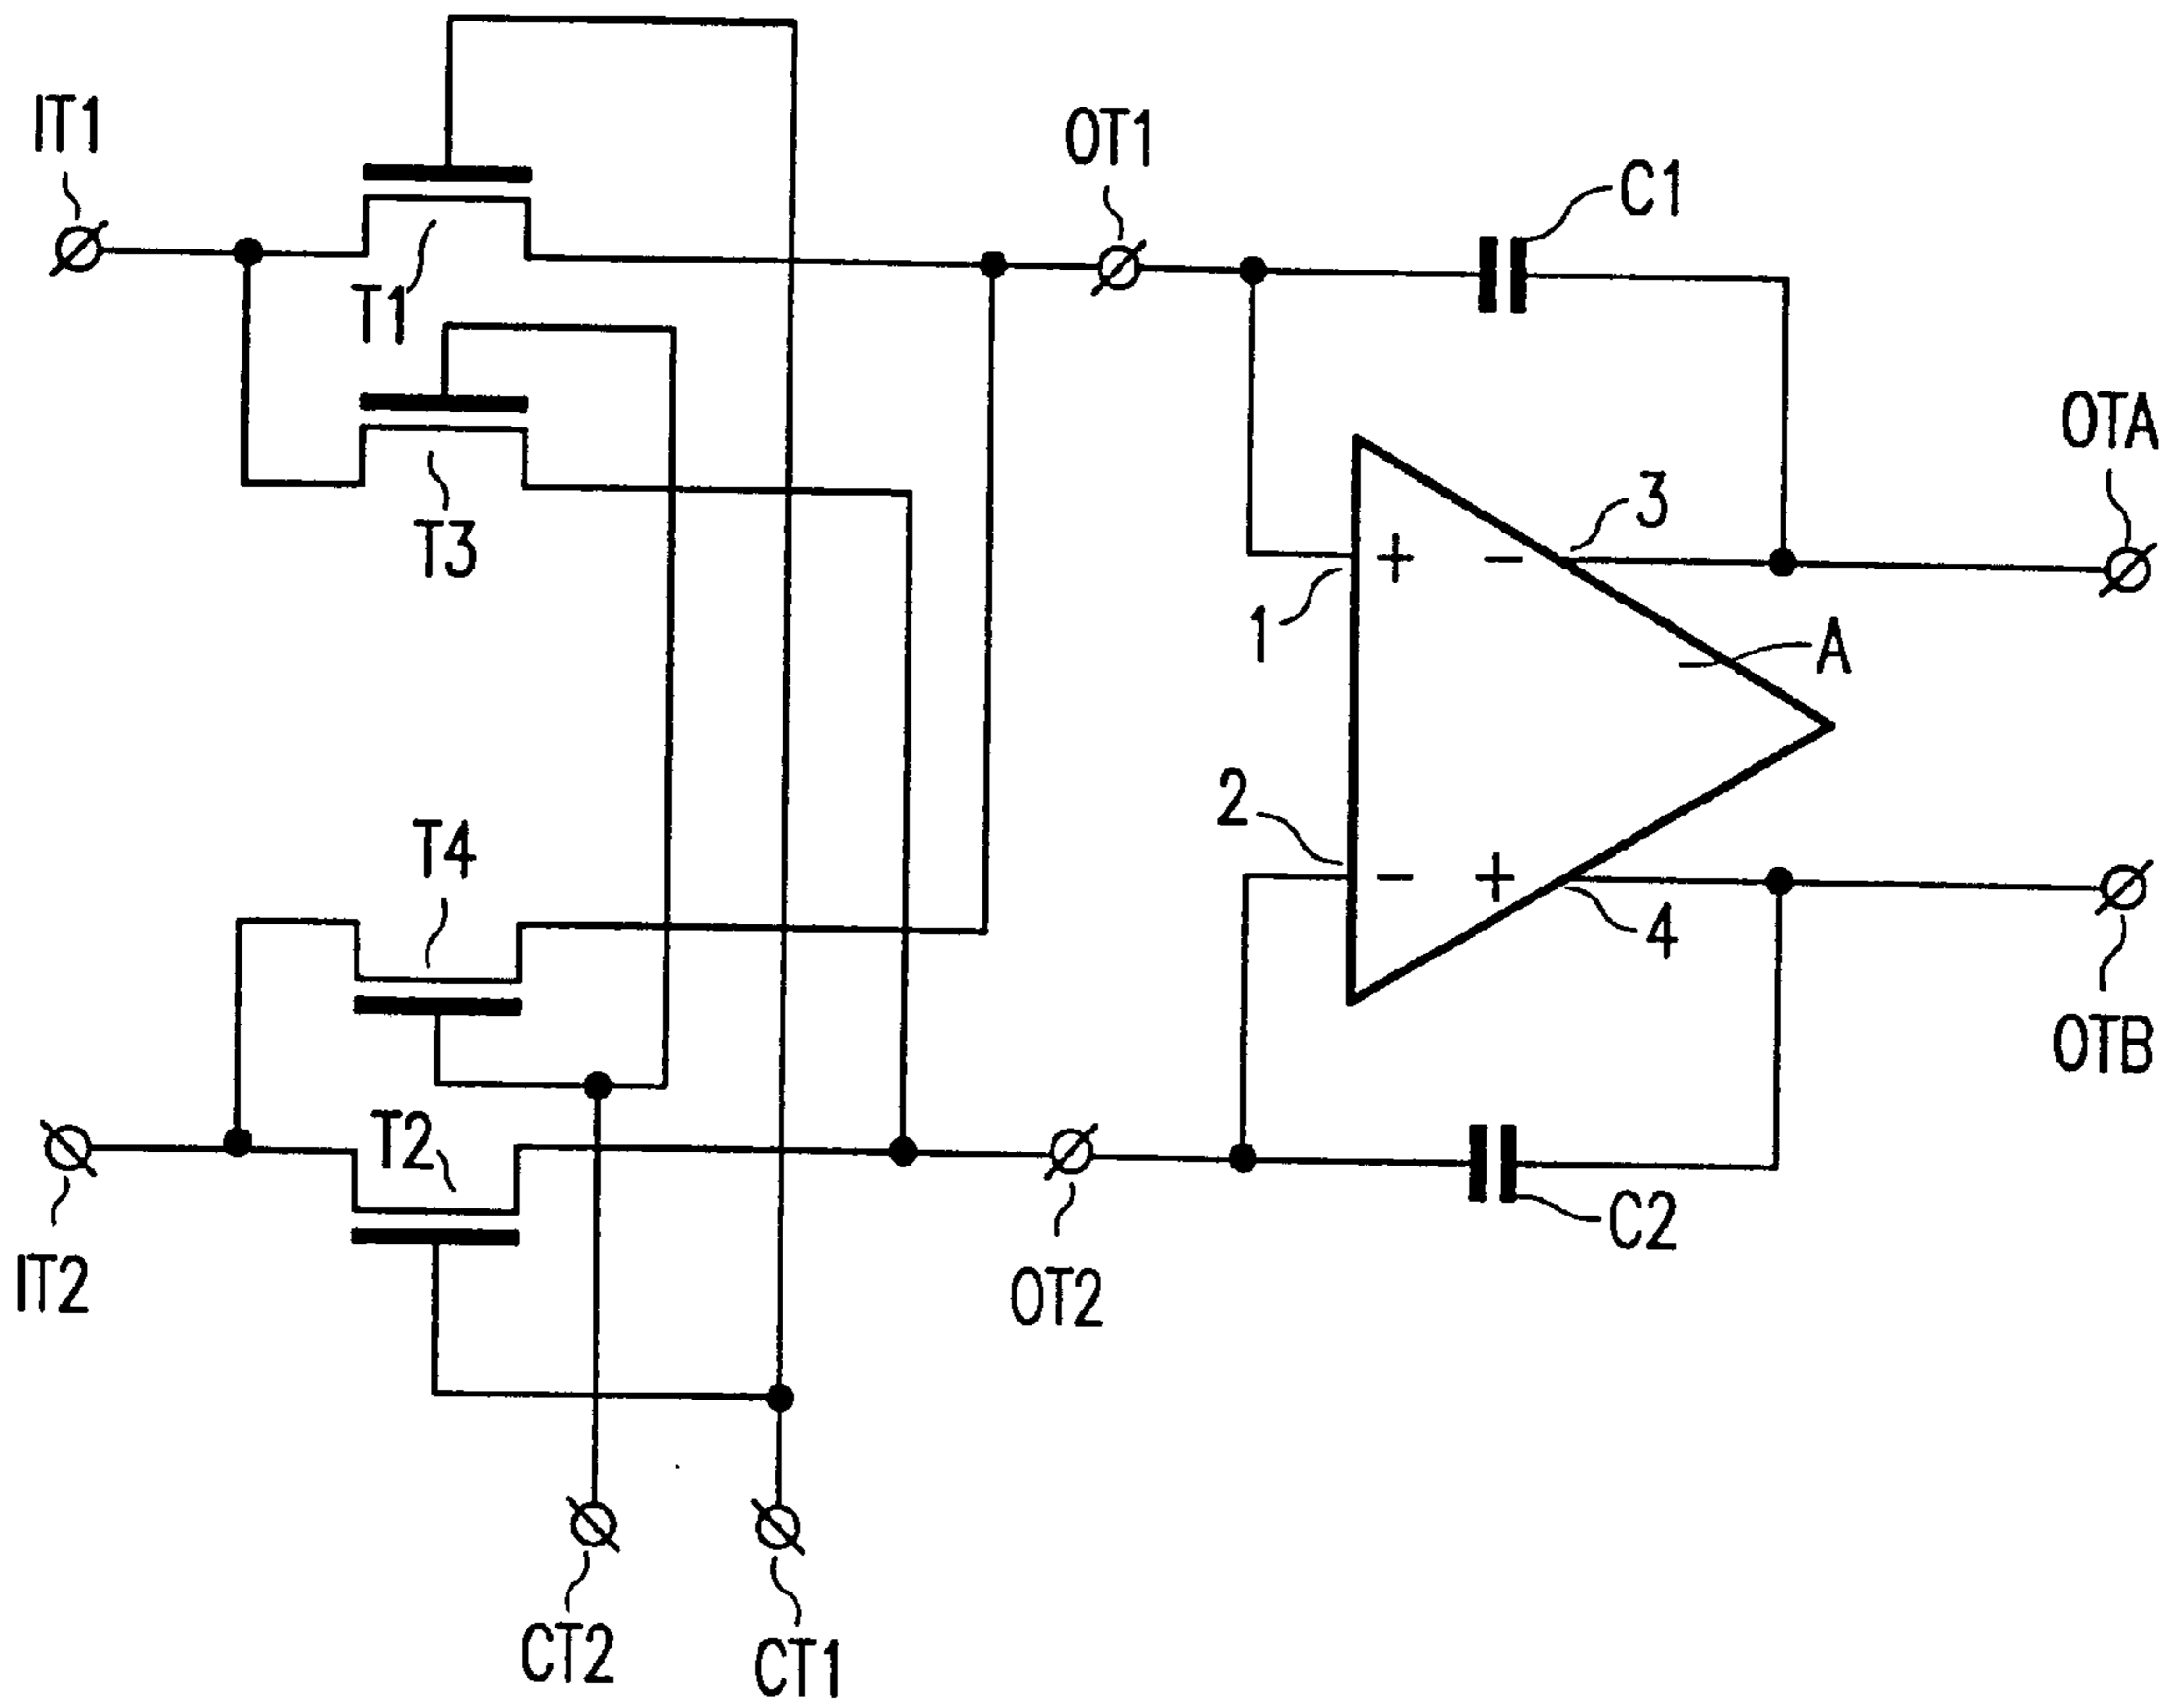 IT1
OT1
C1
T1
OTA
3
T3
+
-
1
A
2
T4
-
+
4
OTB
T2
C2
IT2
OT2
CT2
CT1